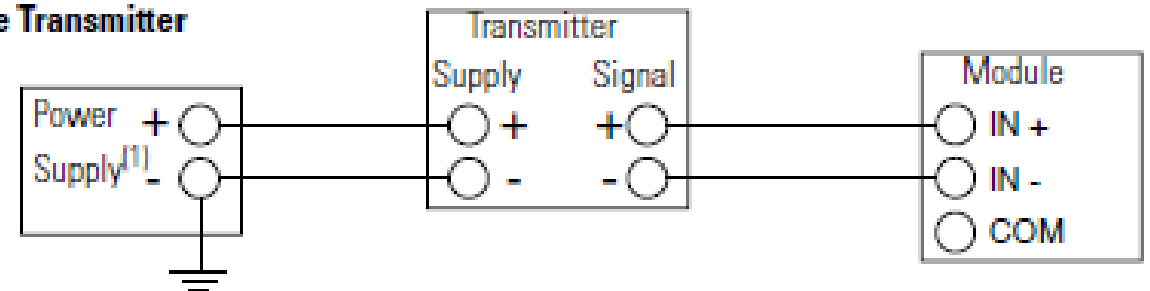 e Transmitter
Transmitter
Supply Signal
Module
Power +
Supply(1) -
+ +
- -
IN +
IN -
COM